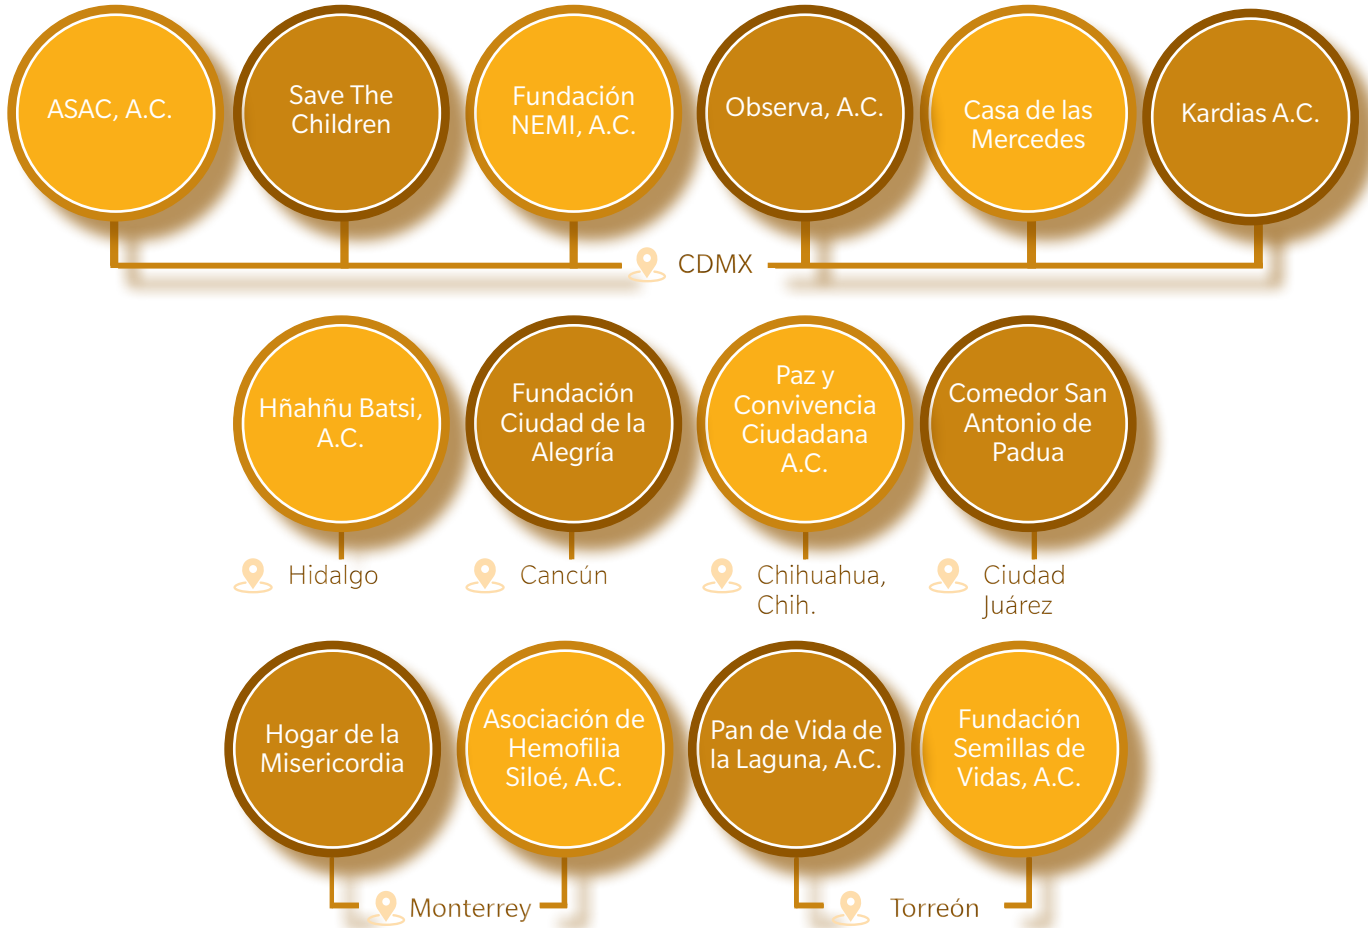 ASAC, A.C.
Save The
Children
Fundación
NEMI, A.C.
Observa, A.C.
Casa de las
Mercedes
Kardias A.C.
CDMX
Hñahñu Batsi,
A.C.
Fundación
Ciudad de la
Alegría
Paz y
Convivencia
Ciudadana
A.C.
Comedor San
Antonio de
Padua
Hidalgo
Cancún
Chihuahua,
Chih.
Ciudad
Juárez
Hogar de la
Misericordia
Asociación de
Hemofilia
Siloé, A.C.
Pan de Vida de
la Laguna, A.C.
Fundación
Semillas de
Vidas, A.C.
Monterrey
Torreón